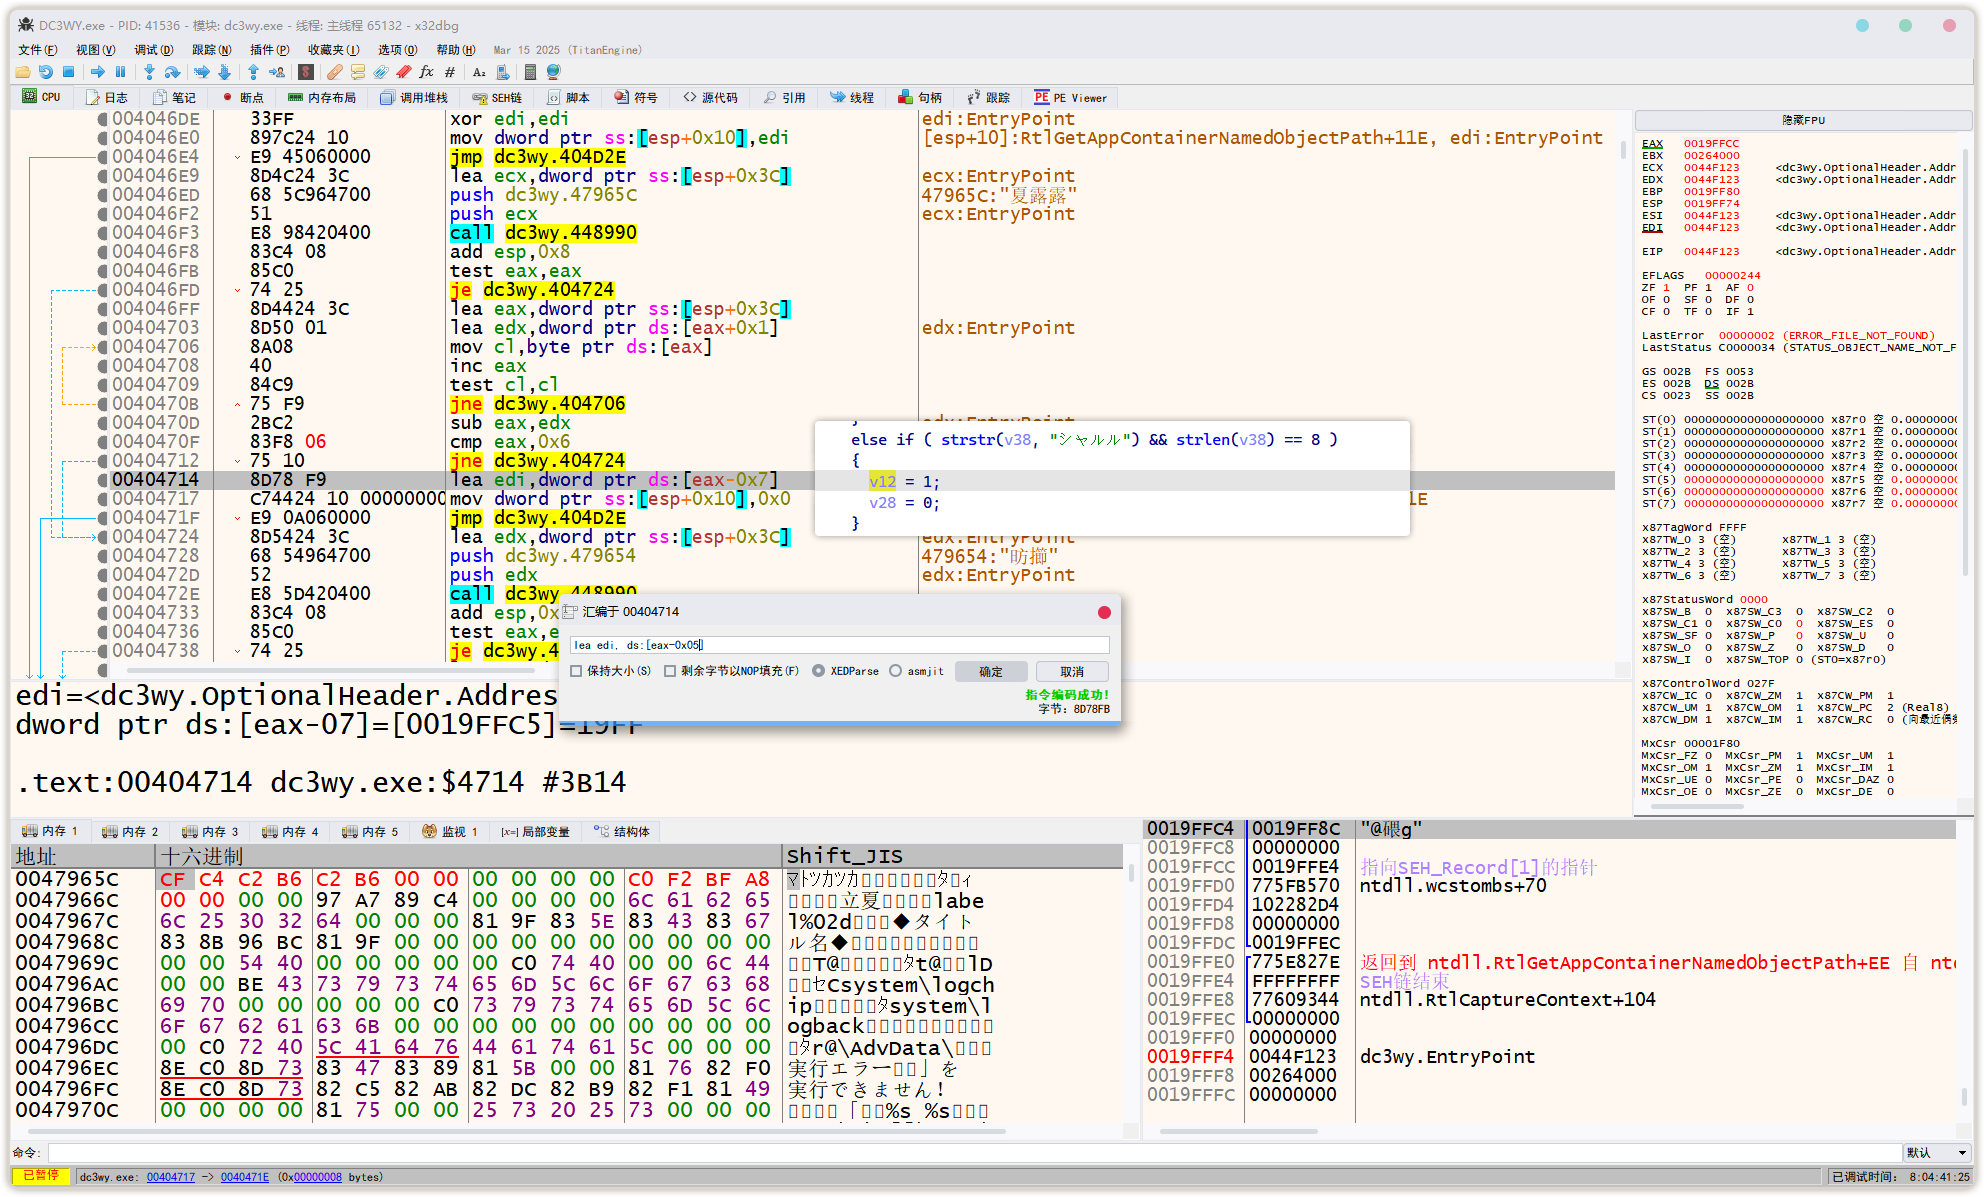 DC3WY.exe - PID: 41536 - 模块: dc3wy.exe - 线程: 主线程 65132 - x32dbg
文件(F) 视图(V) 调试(D) 跟踪(N) 插件(P) 收藏夹(I) 选项(O) 帮助(H) Mar 15 2025 (TitanEngine)
CPU 日志 笔记 断点 内存布局 调用堆栈 SEH链 脚本 符号 源代码 引用 线程 句柄 跟踪 PE Viewer
004046DE 33FF xor edi,edi edi:EntryPoint
004046E0 897C24 10 mov dword ptr ss:[esp+0x10],edi [esp+10]:RtlGetAppContainerNamedObjectPath+11E, edi:EntryPoint
004046E4 E9 45060000 jmp dc3wy.404D2E
004046E9 8D4C24 3C lea ecx,dword ptr ss:[esp+0x3C] ecx:EntryPoint
004046ED 68 5C964700 push dc3wy.47965C 47965C:"夏露露"
004046F2 51 push ecx ecx:EntryPoint
004046F3 E8 98420400 call dc3wy.448990
004046F8 83C4 08 add esp,0x8
004046FB 85C0 test eax,eax
004046FD 74 25 je dc3wy.404724
004046FF 8D4424 3C lea eax,dword ptr ss:[esp+0x3C]
00404703 8D50 01 lea edx,dword ptr ds:[eax+0x1] edx:EntryPoint
00404706 8A08 mov cl,byte ptr ds:[eax]
00404708 40 inc eax
00404709 84C9 test cl,cl
0040470B 75 F9 jne dc3wy.404706
0040470D 2BC2 sub eax,edx
0040470F 83F8 06 cmp eax,0x6
00404712 75 10 jne dc3wy.404724
00404714 8D78 F9 lea edi,dword ptr ds:[eax-0x7]
00404717 C74424 10 00000000 mov dword ptr ss:[esp+0x10],0x0 1E
0040471F E9 0A060000 jmp dc3wy.404D2E
00404724 8D5424 3C lea edx,dword ptr ss:[esp+0x3C] edx:EntryPoint
00404728 68 54964700 push dc3wy.479654 479654:"昉擳"
0040472D 52 push edx edx:EntryPoint
0040472E E8 5D420400 call dc3wy.448990
00404733 83C4 08 add esp,0x
00404736 85C0 test eax,e
00404738 74 25 je dc3wy.4
else if ( strstr(v38, "シャルル") && strlen(v38) == 8 )
{
v12 = 1;
v28 = 0;
}
汇编于 00404714
lea edi, ds:[eax-0x05]
保持大小(S) 剩余字节以NOP填充(F) XEDParse asmjit 确定 取消
指令编码成功!
字节: 8D78FB
edi=<dc3wy.OptionalHeader.Addres
dword ptr ds:[eax-07]=[0019FFC5]=19FF
.text:00404714 dc3wy.exe:$4714 #3B14
隐藏FPU
EAX 0019FFCC
EBX 00264000
ECX 0044F123 <dc3wy.OptionalHeader.Addr
EDX 0044F123 <dc3wy.OptionalHeader.Addr
EBP 0019FF80
ESP 0019FF74
ESI 0044F123 <dc3wy.OptionalHeader.Addr
EDI 0044F123 <dc3wy.OptionalHeader.Addr
EIP 0044F123 <dc3wy.OptionalHeader.Addr
EFLAGS 00000244
ZF 1 PF 1 AF 0
OF 0 SF 0 DF 0
CF 0 TF 0 IF 1
LastError 00000002 (ERROR_FILE_NOT_FOUND)
LastStatus C0000034 (STATUS_OBJECT_NAME_NOT_F
GS 002B FS 0053
ES 002B DS 002B
CS 0023 SS 002B
ST(0) 00000000000000000000 x87r0 空 0.00000000
ST(1) 00000000000000000000 x87r1 空 0.00000000
ST(2) 00000000000000000000 x87r2 空 0.00000000
ST(3) 00000000000000000000 x87r3 空 0.00000000
ST(4) 00000000000000000000 x87r4 空 0.00000000
ST(5) 00000000000000000000 x87r5 空 0.00000000
ST(6) 00000000000000000000 x87r6 空 0.00000000
ST(7) 00000000000000000000 x87r7 空 0.00000000
x87TagWord FFFF
x87TW_0 3 (空) x87TW_1 3 (空)
x87TW_2 3 (空) x87TW_3 3 (空)
x87TW_4 3 (空) x87TW_5 3 (空)
x87TW_6 3 (空) x87TW_7 3 (空)
x87StatusWord 0000
x87SW_B 0 x87SW_C3 0 x87SW_C2 0
x87SW_C1 0 x87SW_C0 0 x87SW_ES 0
x87SW_SF 0 x87SW_P 0 x87SW_U 0
x87SW_O 0 x87SW_Z 0 x87SW_D 0
x87SW_I 0 x87SW_TOP 0 (ST0=x87r0)
x87ControlWord 027F
x87CW_IC 0 x87CW_ZM 1 x87CW_PM 1
x87CW_UM 1 x87CW_OM 1 x87CW_PC 2 (Real8)
x87CW_DM 1 x87CW_IM 1 x87CW_RC 0 (向最近偶
MxCsr 00001F80
MxCsr_FZ 0 MxCsr_PM 1 MxCsr_UM 1
MxCsr_OM 1 MxCsr_ZM 1 MxCsr_IM 1
MxCsr_UE 0 MxCsr_PE 0 MxCsr_DAZ 0
MxCsr_OE 0 MxCsr_ZE 0 MxCsr_DE 0
内存 1 内存 2 内存 3 内存 4 内存 5 监视 1 [x=] 局部变量 结构体
地址 十六进制 Shift_JIS
0047965C CF C4 C2 B6 C2 B6 00 00 00 00 00 00 C0 F2 BF A8 ﾏﾄﾂｶﾂｶ
0047966C 00 00 00 00 97 A7 89 C4 00 00 00 00 6C 61 62 65 立夏labe
0047967C 6C 25 30 32 64 00 00 00 81 9F 83 5E 83 43 83 67 l%02d◆タイト
0047968C 83 8B 96 BC 81 9F 00 00 00 00 00 00 00 00 00 00 ル名◆
0047969C 00 00 54 40 00 00 00 00 00 C0 74 40 00 00 6C 44 T@ﾀt@lD
004796AC 00 00 BE 43 73 79 73 74 65 6D 5C 6C 6F 67 63 68 ｾCsystem\logch
004796BC 69 70 00 00 00 00 00 C0 73 79 73 74 65 6D 5C 6C ipﾀsystem\l
004796CC 6F 67 62 61 63 6B 00 00 00 00 00 00 00 00 00 00 ogback
004796DC 00 C0 72 40 5C 41 64 76 44 61 74 61 5C 00 00 00 ﾀr@\AdvData\
004796EC 8E C0 8D 73 83 47 83 89 81 5B 00 00 81 76 82 F0 実行エラー」を
004796FC 8E C0 8D 73 82 C5 82 AB 82 DC 82 B9 82 F1 81 49 実行できません！
0047970C 00 00 00 00 81 75 00 00 25 73 20 25 73 00 00 00 「%s %s
0019FFC4 0019FF8C "@碨g"
0019FFC8 00000000
0019FFCC 0019FFE4 指向SEH_Record[1]的指针
0019FFD0 775FB570 ntdll.wcstombs+70
0019FFD4 102282D4
0019FFD8 00000000
0019FFDC 0019FFEC
0019FFE0 775E827E 返回到 ntdll.RtlGetAppContainerNamedObjectPath+EE 自 ntd
0019FFE4 FFFFFFFF SEH链结束
0019FFE8 77609344 ntdll.RtlCaptureContext+104
0019FFEC 00000000
0019FFF0 00000000
0019FFF4 0044F123 dc3wy.EntryPoint
0019FFF8 00264000
0019FFFC 00000000
命令: 默认
已暂停 dc3wy.exe: 00404717 -> 0040471E (0x00000008 bytes) 已调试时间: 8:04:41:25